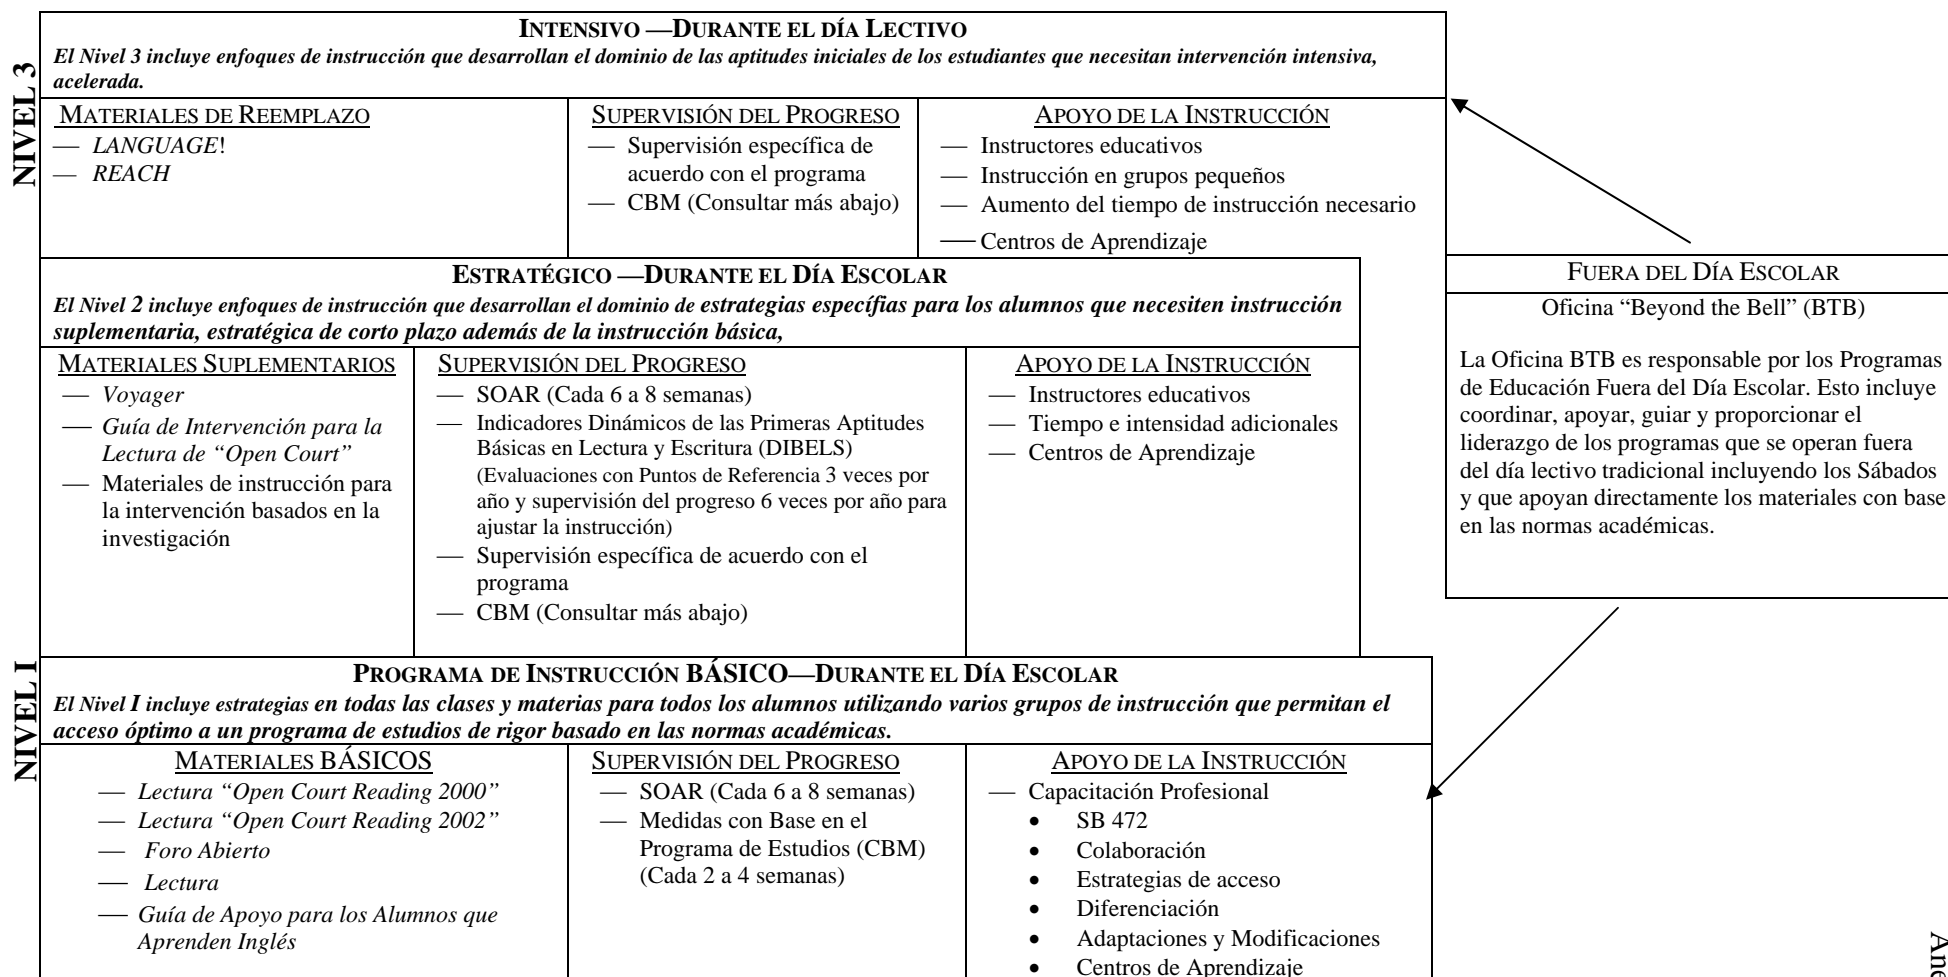 NIVEL 3
INTENSIVO —DURANTE EL DÍA LECTIVO
El Nivel 3 incluye enfoques de instrucción que desarrollan el dominio de las aptitudes iniciales de los estudiantes que necesitan intervención intensiva,
acelerada.
MATERIALES DE REEMPLAZO
— LANGUAGE!
— REACH
SUPERVISIÓN DEL PROGRESO
— Supervisión específica de
acuerdo con el programa
— CBM (Consultar más abajo)
APOYO DE LA INSTRUCCIÓN
— Instructores educativos
— Instrucción en grupos pequeños
— Aumento del tiempo de instrucción necesario
— Centros de Aprendizaje
ESTRATÉGICO —DURANTE EL DÍA ESCOLAR
El Nivel 2 incluye enfoques de instrucción que desarrollan el dominio de estrategias específias para los alumnos que necesiten instrucción
suplementaria, estratégica de corto plazo además de la instrucción básica,
MATERIALES SUPLEMENTARIOS
— Voyager
— Guía de Intervención para la
Lectura de “Open Court”
— Materiales de instrucción para
la intervención basados en la
investigación
SUPERVISIÓN DEL PROGRESO
— SOAR (Cada 6 a 8 semanas)
— Indicadores Dinámicos de las Primeras Aptitudes
Básicas en Lectura y Escritura (DIBELS)
(Evaluaciones con Puntos de Referencia 3 veces por
año y supervisión del progreso 6 veces por año para
ajustar la instrucción)
— Supervisión específica de acuerdo con el
programa
— CBM (Consultar más abajo)
APOYO DE LA INSTRUCCIÓN
— Instructores educativos
— Tiempo e intensidad adicionales
— Centros de Aprendizaje
NIVEL I
PROGRAMA DE INSTRUCCIÓN BÁSICO—DURANTE EL DÍA ESCOLAR
El Nivel I incluye estrategias en todas las clases y materias para todos los alumnos utilizando varios grupos de instrucción que permitan el
acceso óptimo a un programa de estudios de rigor basado en las normas académicas.
MATERIALES BÁSICOS
— Lectura “Open Court Reading 2000”
— Lectura “Open Court Reading 2002”
— Foro Abierto
— Lectura
— Guía de Apoyo para los Alumnos que
Aprenden Inglés
SUPERVISIÓN DEL PROGRESO
— SOAR (Cada 6 a 8 semanas)
— Medidas con Base en el
Programa de Estudios (CBM)
(Cada 2 a 4 semanas)
APOYO DE LA INSTRUCCIÓN
— Capacitación Profesional
• SB 472
• Colaboración
• Estrategias de acceso
• Diferenciación
• Adaptaciones y Modificaciones
• Centros de Aprendizaje
FUERA DEL DÍA ESCOLAR
Oficina “Beyond the Bell” (BTB)
La Oficina BTB es responsable por los Programas
de Educación Fuera del Día Escolar. Esto incluye
coordinar, apoyar, guiar y proporcionar el
liderazgo de los programas que se operan fuera
del día lectivo tradicional incluyendo los Sábados
y que apoyan directamente los materiales con base
en las normas académicas.